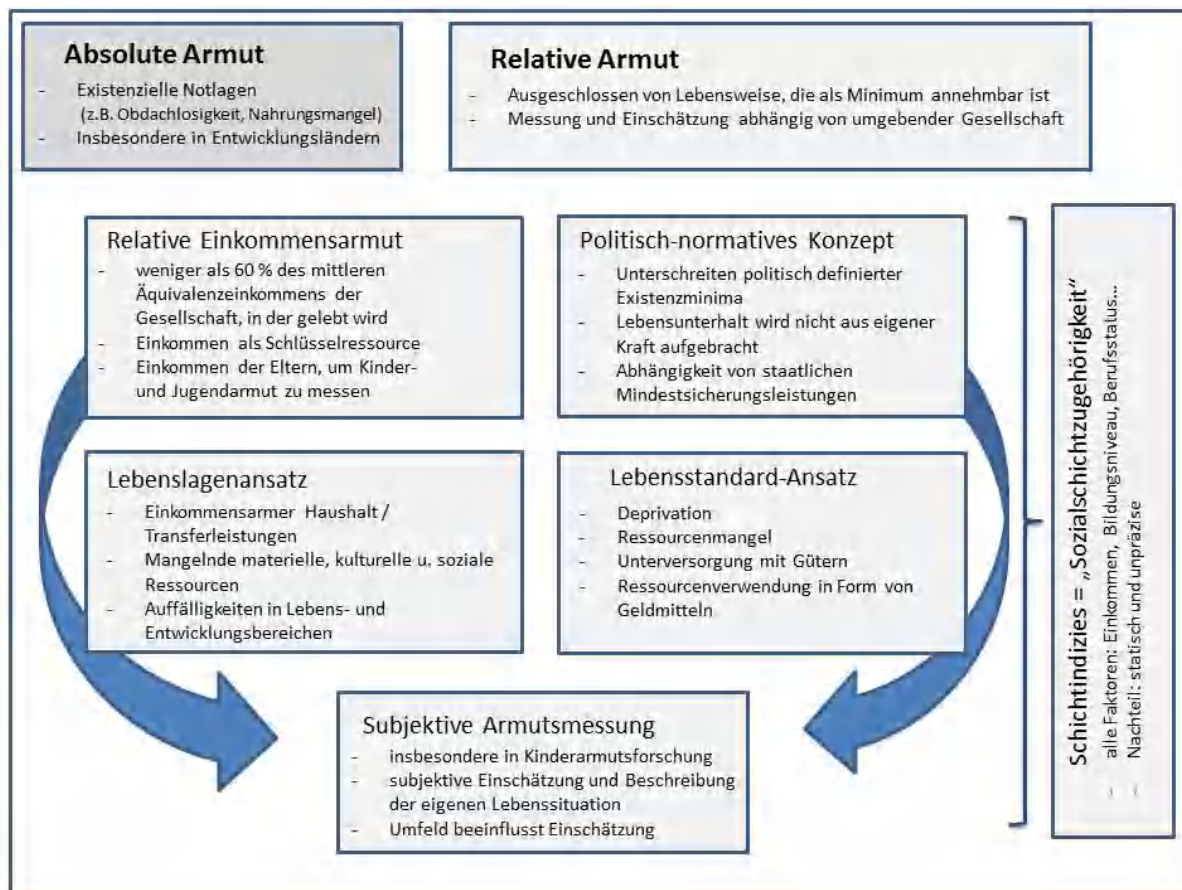 Absolute Armut
- Existenzielle Notlagen
(z.B. Obdachlosigkeit, Nahrungsmangel)
- Insbesondere in Entwicklungsländern
Relative Armut
- Ausgeschlossen von Lebensweise, die als Minimum annehmbar ist
- Messung und Einschätzung abhängig von umgebender Gesellschaft
Relative Einkommensarmut
- weniger als 60 % des mittleren
Äquivalenzeinkommens der
Gesellschaft, in der gelebt wird
- Einkommen als Schlüsselressource
- Einkommen der Eltern, um Kinder-
und Jugendarmut zu messen
Politisch-normatives Konzept
- Unterschreiten politisch definierter
Existenzminima
- Lebensunterhalt wird nicht aus eigener
Kraft aufgebracht
- Abhängigkeit von staatlichen
Mindestsicherungsleistungen
Lebenslagenansatz
- Einkommensarmer Haushalt /
Transferleistungen
- Mangelnde materielle, kulturelle u. soziale
Ressourcen
- Auffälligkeiten in Lebens- und
Entwicklungsbereichen
Lebensstandard-Ansatz
- Deprivation
- Ressourcenmangel
- Unterversorgung mit Gütern
- Ressourcenverwendung in Form von
Geldmitteln
Subjektive Armutsmessung
- insbesondere in Kinderarmutsforschung
- subjektive Einschätzung und Beschreibung
der eigenen Lebenssituation
- Umfeld beeinflusst Einschätzung
Schichtindizies = „Sozialschichtzugehörigkeit"
- alle Faktoren: Einkommen, Bildungsniveau, Berufsstatus...
- Nachteil: statisch und unpräzise